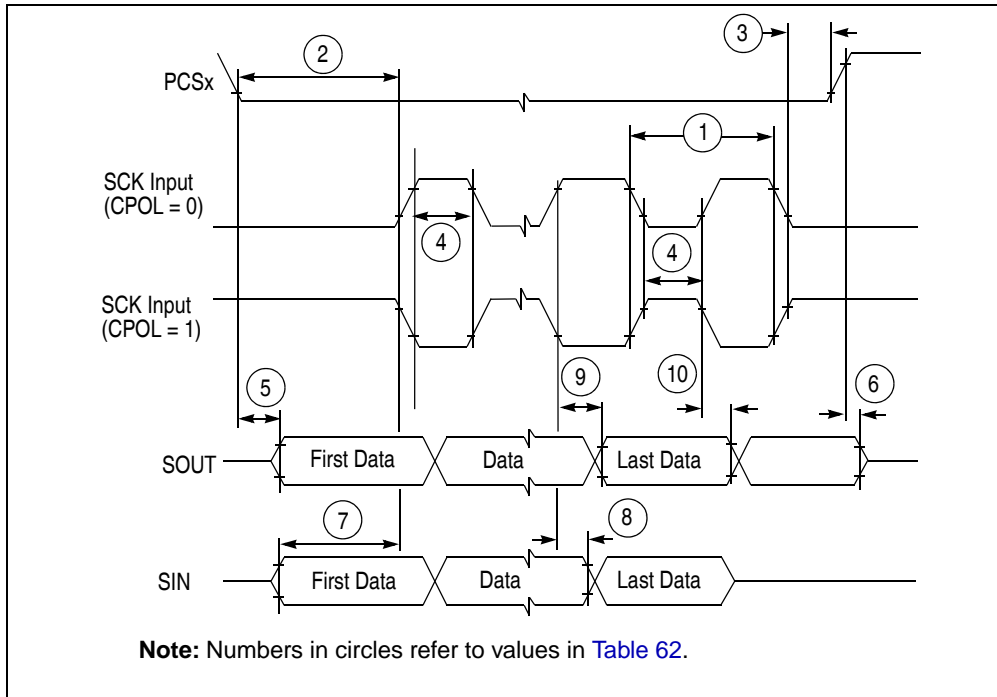 3
2
PCSx
1
SCK Input
(CPOL = 0)
4
4
SCK Input
(CPOL = 1)
5
9
10
6
SOUT
First Data
Data
Last Data
7
8
SIN
First Data
Data
Last Data
Note: Numbers in circles refer to values in Table 62.